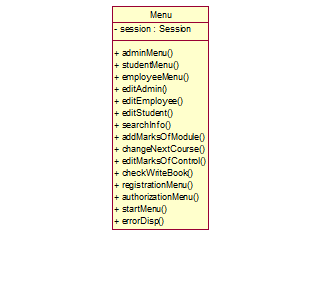 Menu
- session : Session
+ adminMenu()
+ studentMenu()
+ employeeMenu()
+ editAdmin()
+ editEmployee()
+ editStudent()
+ searchInfo()
+ addMarksOfModule()
+ changeNextCourse()
+ editMarksOfControl()
+ checkWriteBook()
+ registrationMenu()
+ authorizationMenu()
+ startMenu()
+ errorDisp()